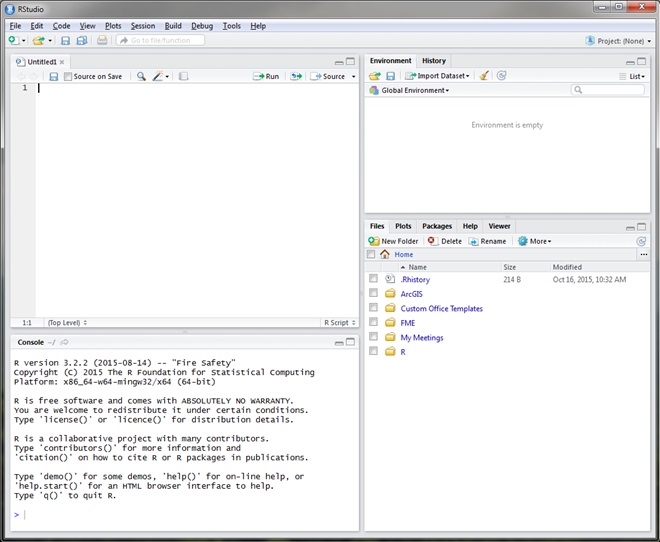 RStudio
File Edit Code View Plots Session Build Debug Tools Help
Go to file/function Project: (None)
Untitled1
Source on Save Run Source
1
1:1 (Top Level) R Script
Console ~/
R version 3.2.2 (2015-08-14) -- "Fire Safety"
Copyright (C) 2015 The R Foundation for Statistical Computing
Platform: x86_64-w64-mingw32/x64 (64-bit)
R is free software and comes with ABSOLUTELY NO WARRANTY.
You are welcome to redistribute it under certain conditions.
Type 'license()' or 'licence()' for distribution details.
R is a collaborative project with many contributors.
Type 'contributors()' for more information and
'citation()' on how to cite R or R packages in publications.
Type 'demo()' for some demos, 'help()' for on-line help, or
'help.start()' for an HTML browser interface to help.
Type 'q()' to quit R.
>
Environment History
Import Dataset List
Global Environment
Environment is empty
Files Plots Packages Help Viewer
New Folder Delete Rename More
Home ...
Name Size Modified
.Rhistory 214 B Oct 16, 2015, 10:32 AM
ArcGIS
Custom Office Templates
FME
My Meetings
R